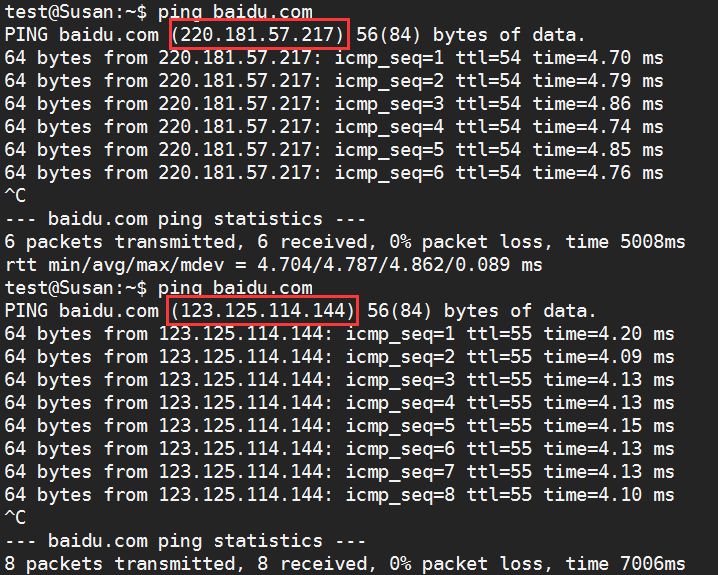 test@Susan:~$ ping baidu.com
PING baidu.com (220.181.57.217) 56(84) bytes of data.
64 bytes from 220.181.57.217: icmp_seq=1 ttl=54 time=4.70 ms
64 bytes from 220.181.57.217: icmp_seq=2 ttl=54 time=4.79 ms
64 bytes from 220.181.57.217: icmp_seq=3 ttl=54 time=4.86 ms
64 bytes from 220.181.57.217: icmp_seq=4 ttl=54 time=4.74 ms
64 bytes from 220.181.57.217: icmp_seq=5 ttl=54 time=4.85 ms
64 bytes from 220.181.57.217: icmp_seq=6 ttl=54 time=4.76 ms
^C
--- baidu.com ping statistics ---
6 packets transmitted, 6 received, 0% packet loss, time 5008ms
rtt min/avg/max/mdev = 4.704/4.787/4.862/0.089 ms
test@Susan:~$ ping baidu.com
PING baidu.com (123.125.114.144) 56(84) bytes of data.
64 bytes from 123.125.114.144: icmp_seq=1 ttl=55 time=4.20 ms
64 bytes from 123.125.114.144: icmp_seq=2 ttl=55 time=4.09 ms
64 bytes from 123.125.114.144: icmp_seq=3 ttl=55 time=4.13 ms
64 bytes from 123.125.114.144: icmp_seq=4 ttl=55 time=4.13 ms
64 bytes from 123.125.114.144: icmp_seq=5 ttl=55 time=4.15 ms
64 bytes from 123.125.114.144: icmp_seq=6 ttl=55 time=4.13 ms
64 bytes from 123.125.114.144: icmp_seq=7 ttl=55 time=4.13 ms
64 bytes from 123.125.114.144: icmp_seq=8 ttl=55 time=4.10 ms
^C
--- baidu.com ping statistics ---
8 packets transmitted, 8 received, 0% packet loss, time 7006ms